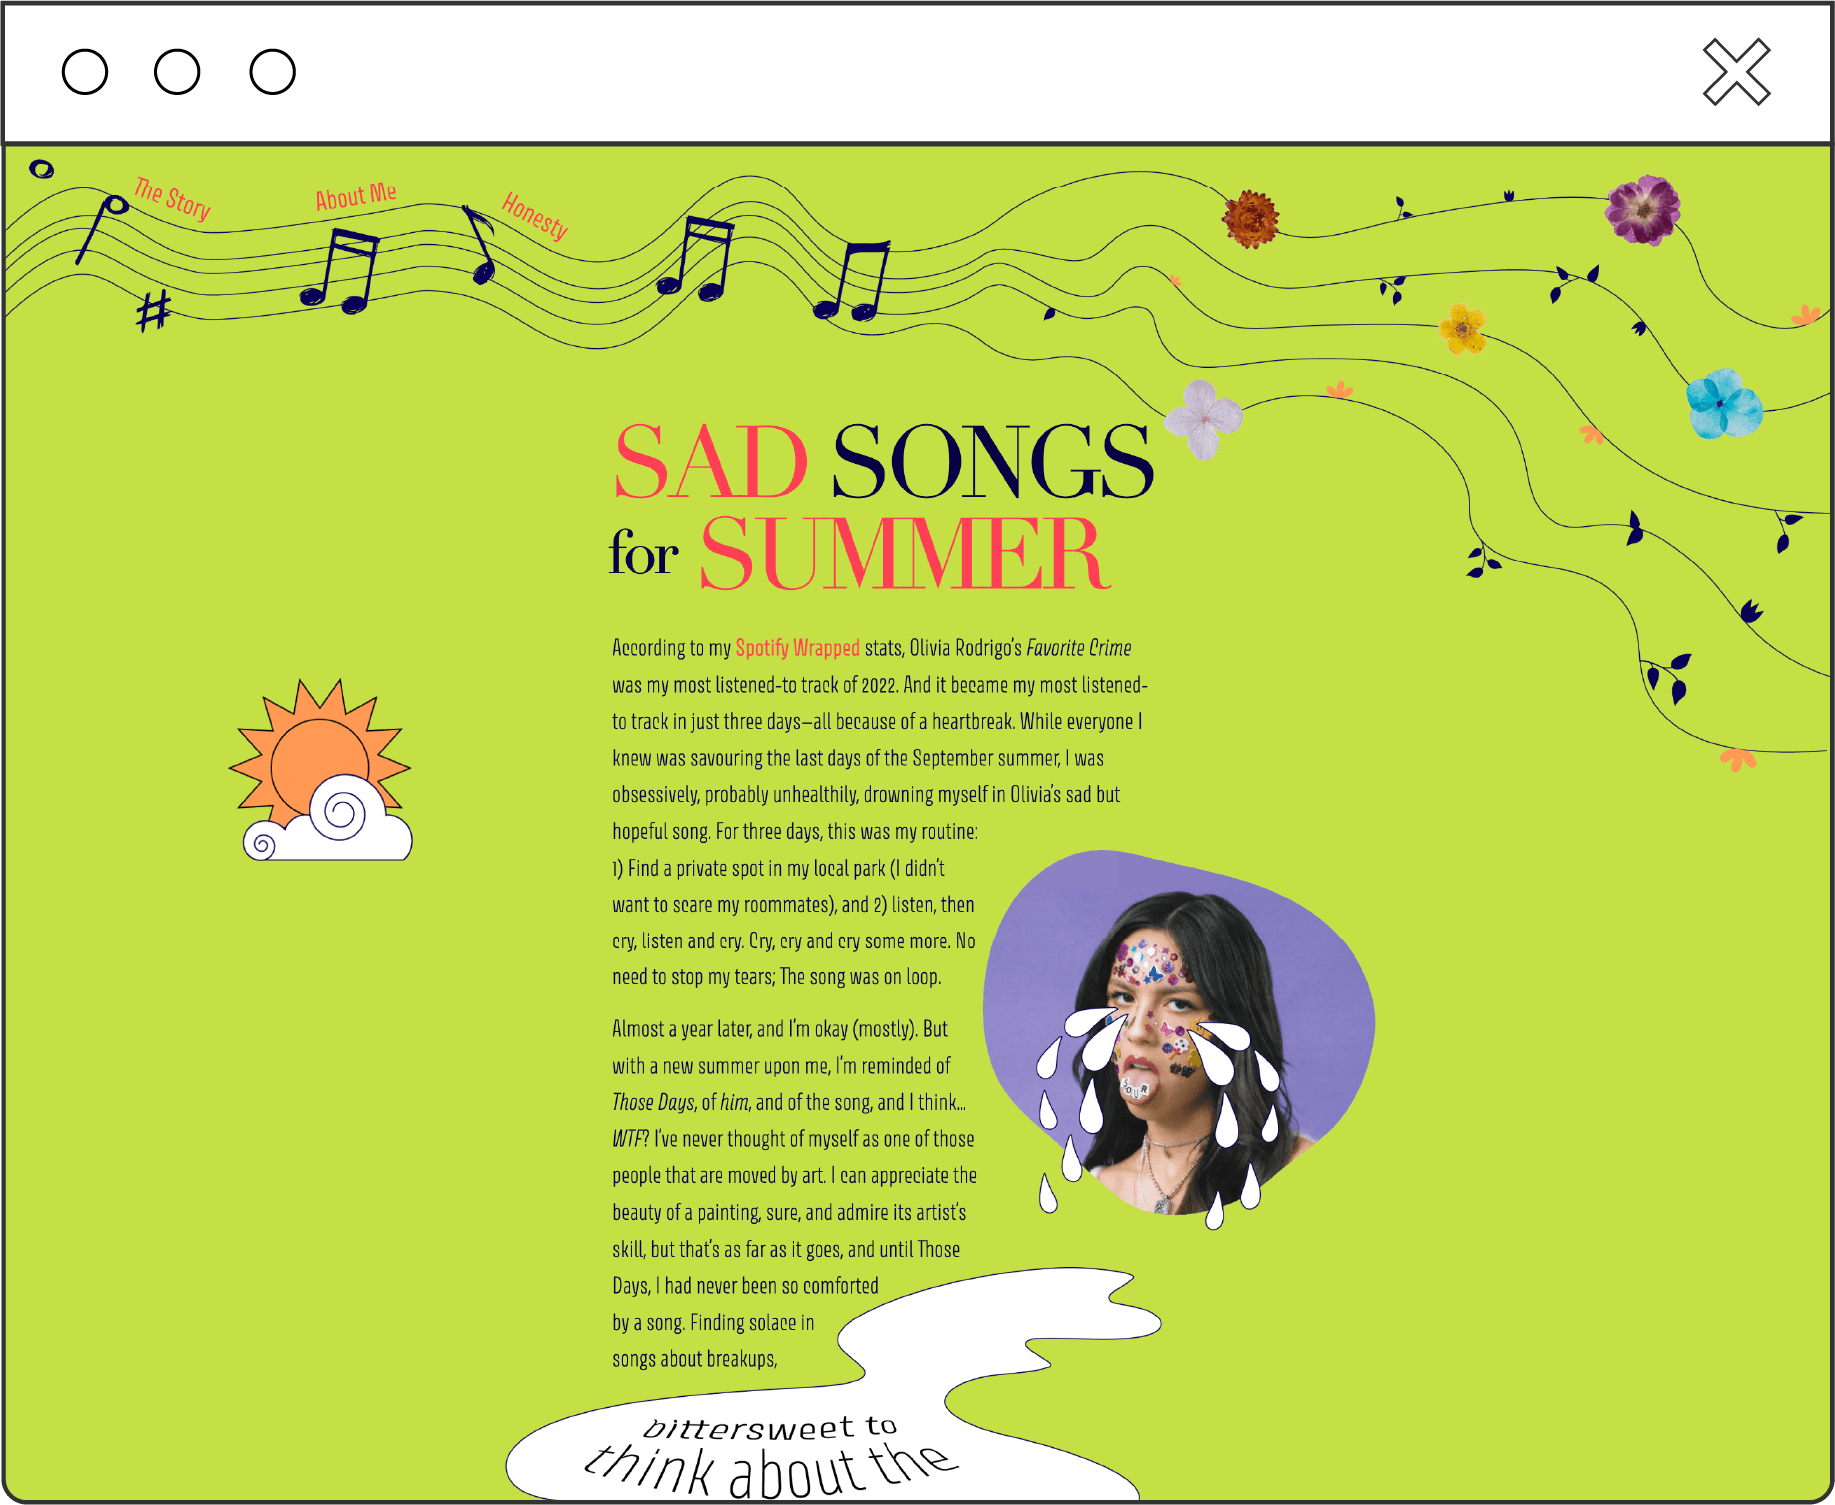 The Story
About Me
Honesty
SAD SONGS
for SUMMER
According to my Spotify Wrapped stats, Olivia Rodrigo's Favorite Crime
was my most listened-to track of 2022. And it became my most listened-
to track in just three days—all because of a heartbreak. While everyone I
knew was savouring the last days of the September summer, I was
obsessively, probably unhealthily, drowning myself in Olivia's sad but
hopeful song. For three days, this was my routine:
1) Find a private spot in my local park (I didn't
want to scare my roommates), and 2) listen, then
cry, listen and cry. Cry, cry and cry some more. No
need to stop my tears; The song was on loop.
Almost a year later, and I'm okay (mostly). But
with a new summer upon me, I'm reminded of
Those Days, of him, and of the song, and I think...
WTF? I've never thought of myself as one of those
people that are moved by art. I can appreciate the
beauty of a painting, sure, and admire its artist's
skill, but that's as far as it goes, and until Those
Days, I had never been so comforted
by a song. Finding solace in
songs about breakups,
SOUR
bittersweet to
think about the